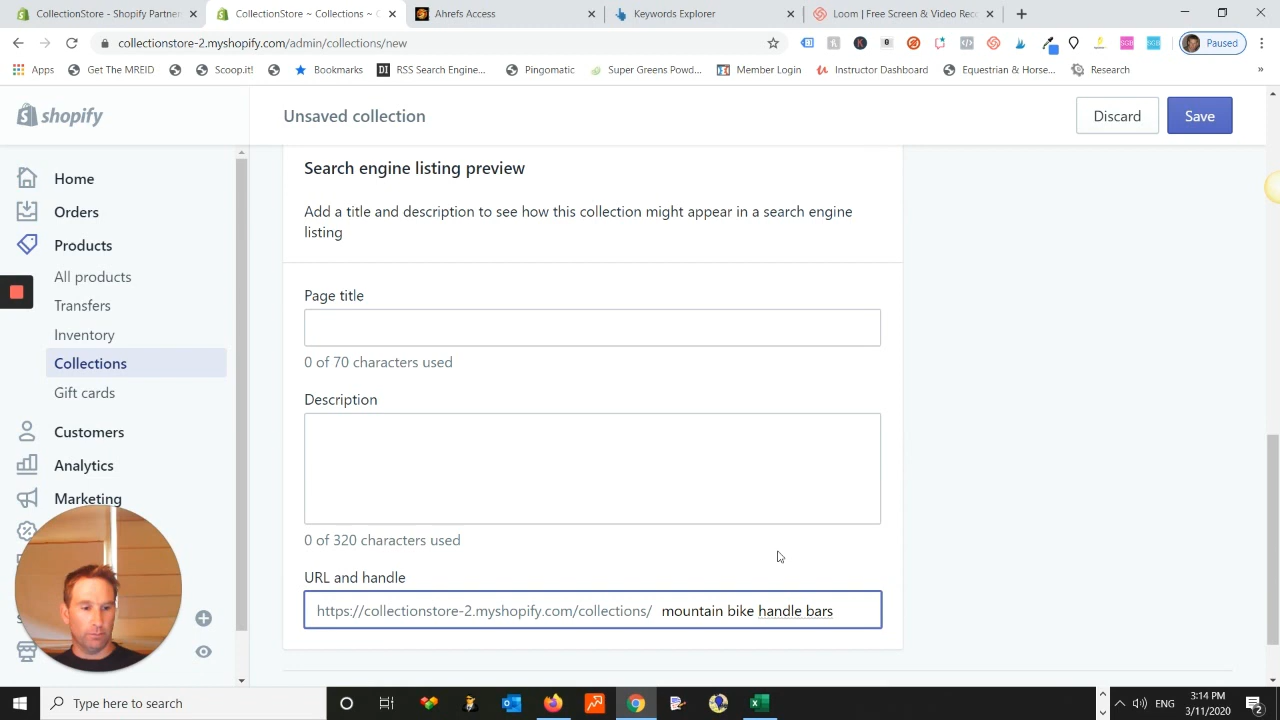 CollectionStore - Shopify Partner
CollectionStore ~ Collections ~ C
Ahrefs Access
Keywords Explorer
Loom | Free Screen & Video Rec
collectionstore-2.myshopify.com/admin/collections/new
Paused
Apps
Get The MREID
Scoop.it!
Bookmarks
RSS Search Engine...
Pingomatic
Super Greens Powd...
Member Login
Instructor Dashboard
Equestrian & Horse...
Research
»
shopify
Unsaved collection
Discard
Save
Home
Orders
Products
All products
Transfers
Inventory
Collections
Gift cards
Customers
Analytics
Marketing
Search engine listing preview
Add a title and description to see how this collection might appear in a search engine
listing
Page title
0 of 70 characters used
Description
0 of 320 characters used
URL and handle
https://collectionstore-2.myshopify.com/collections/ mountain bike handle bars
Type here to search
ENG
3:14 PM
3/11/2020
2